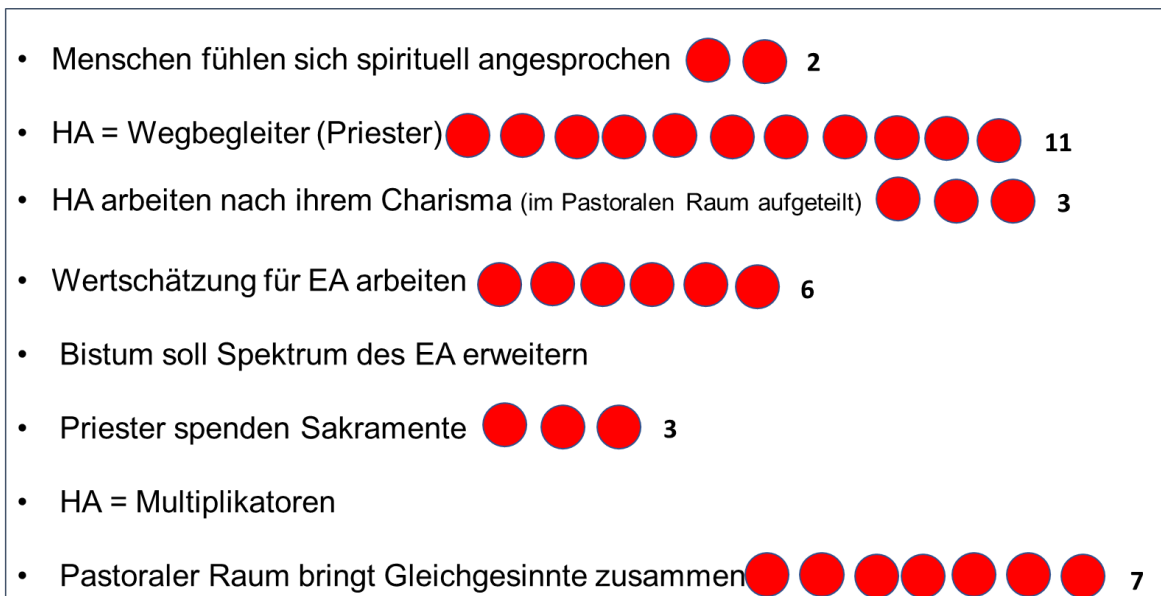 • Menschen fühlen sich spirituell angesprochen 2
• HA = Wegbegleiter (Priester) 11
• HA arbeiten nach ihrem Charisma (im Pastoralen Raum aufgeteilt) 3
• Wertschätzung für EA arbeiten 6
• Bistum soll Spektrum des EA erweitern
• Priester spenden Sakramente 3
• HA = Multiplikatoren
• Pastoraler Raum bringt Gleichgesinnte zusammen 7